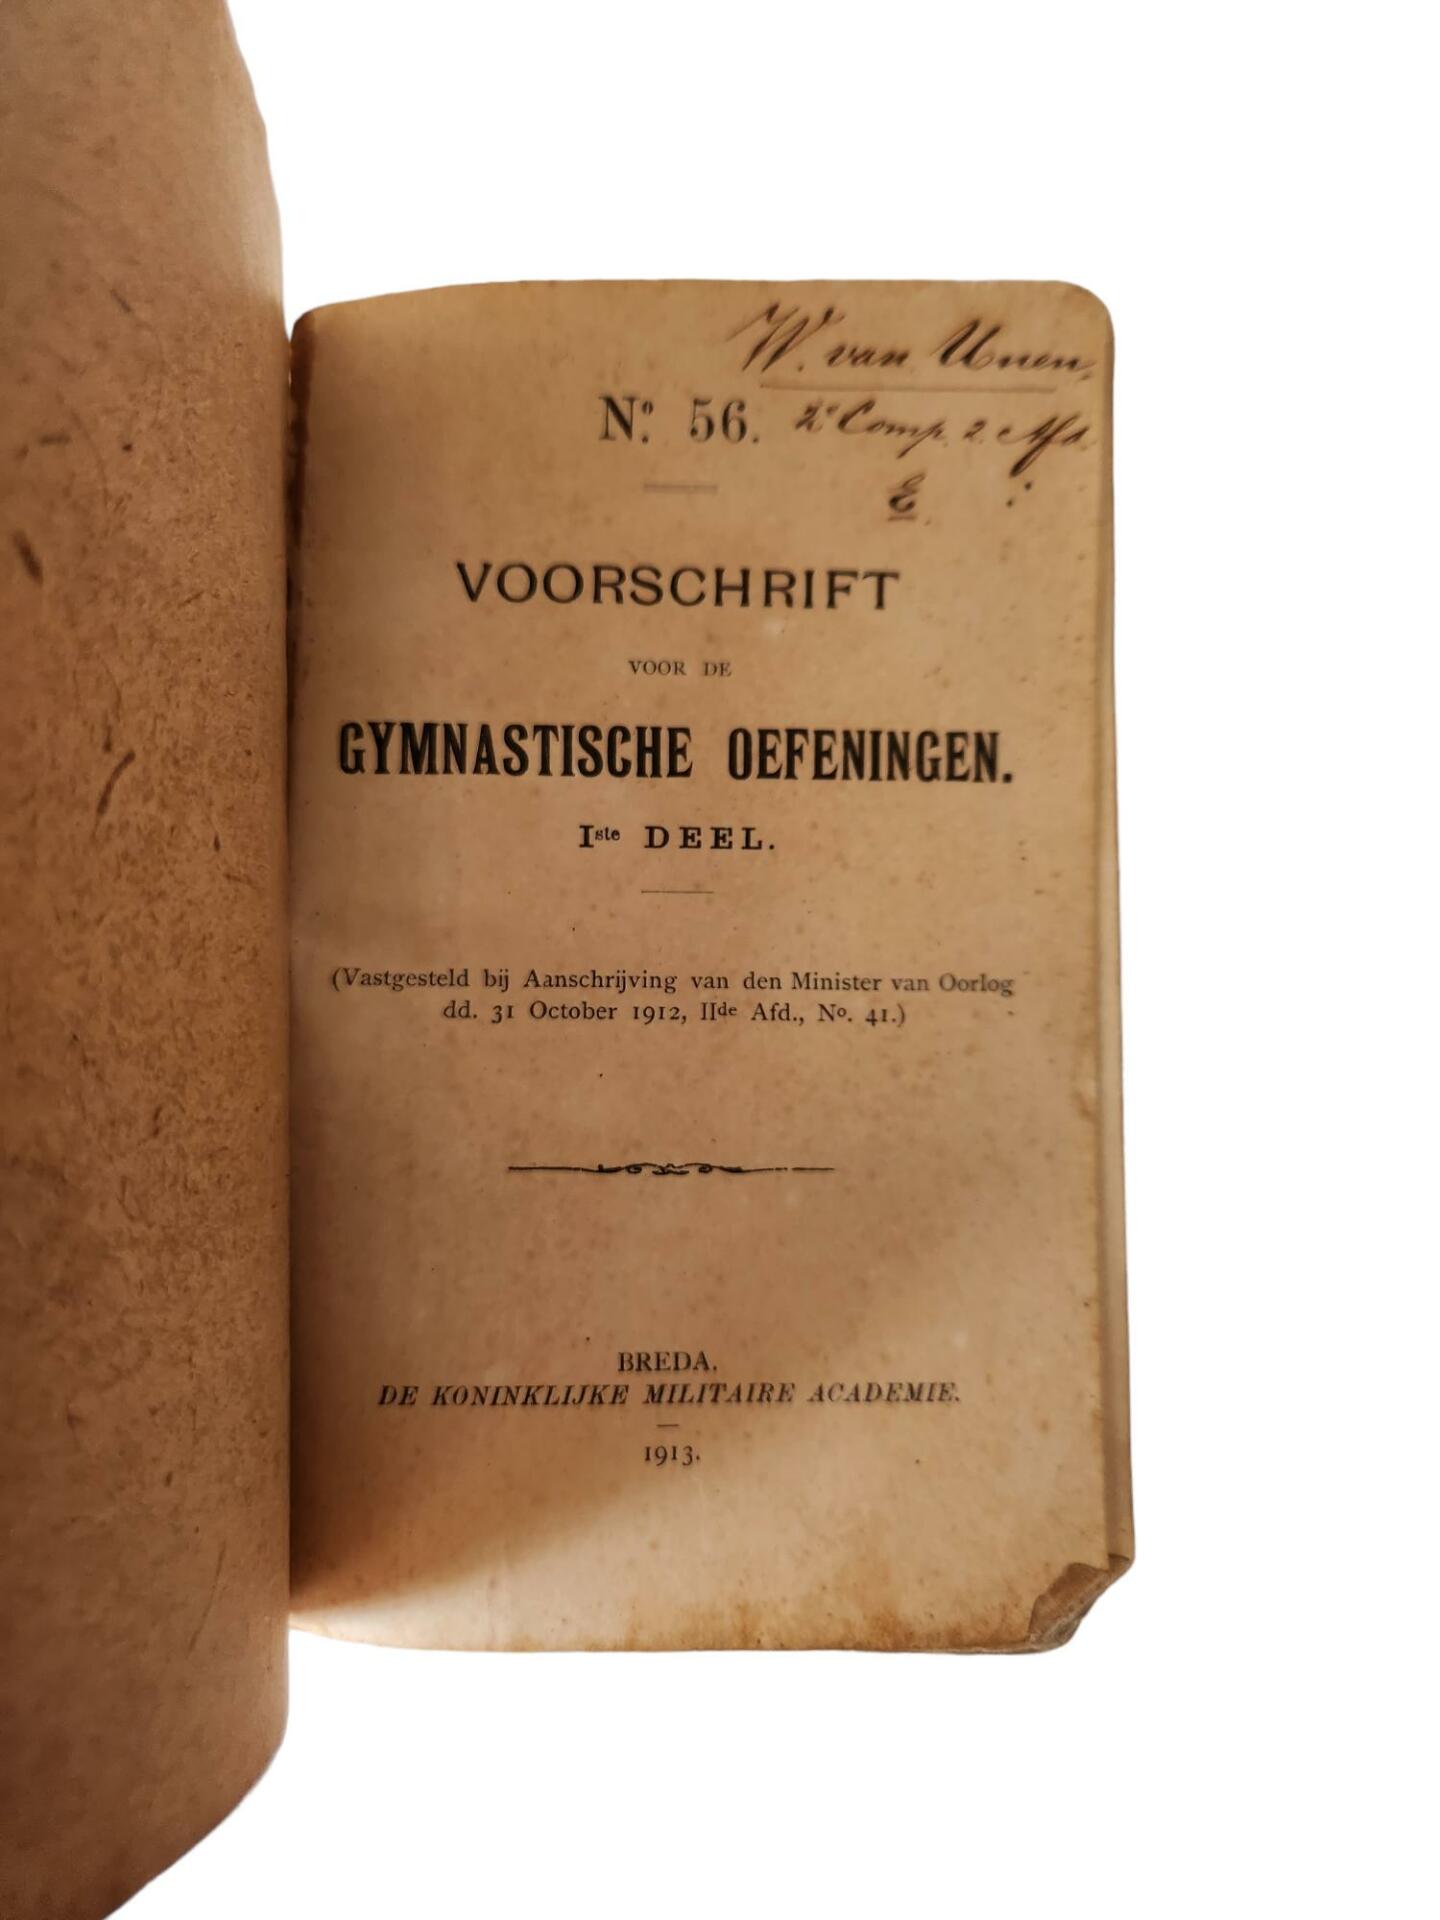 W. van Unen.
Nº. 56. 2e Comp. 2 Afd.
E
VOORSCHRIFT
VOOR DE
GYMNASTISCHE OEFENINGEN.
Iste DEEL.
(Vastgesteld bij Aanschrijving van den Minister van Oorlog
dd. 31 October 1912, IIde Afd., No. 41.)
BREDA.
DE KONINKLIJKE MILITAIRE ACADEMIE.
1913.